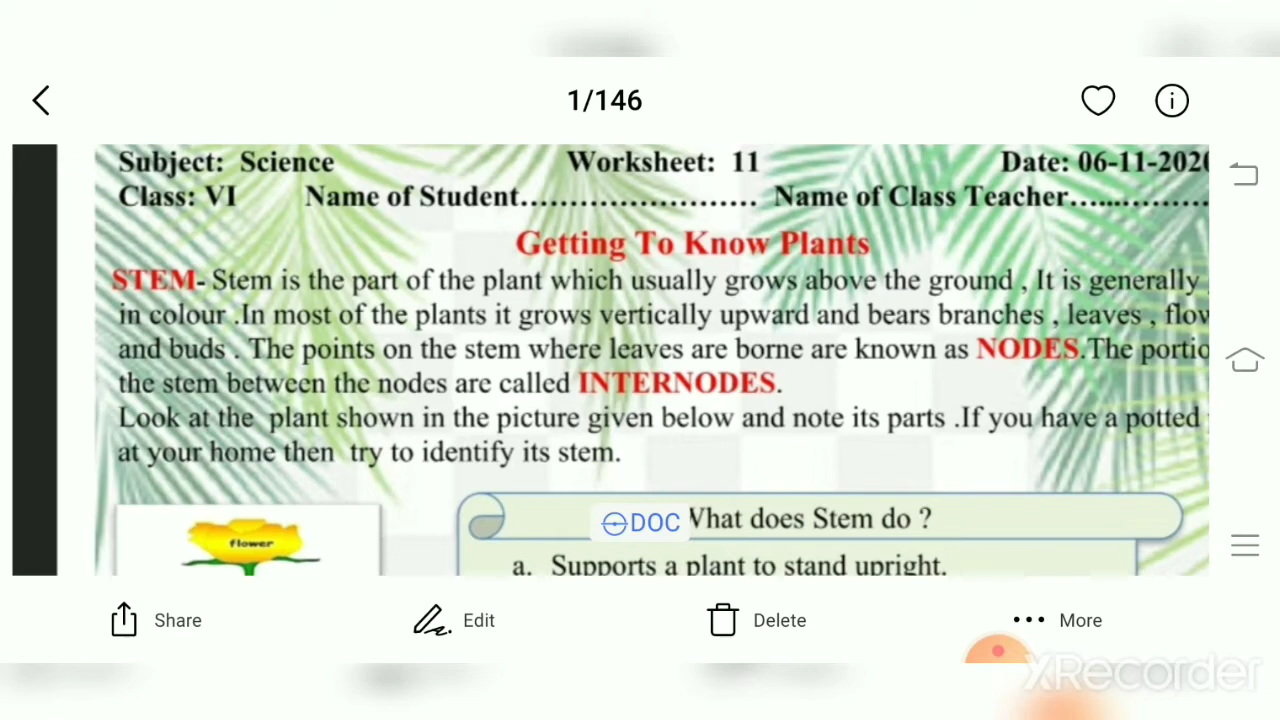 1/146
Subject: Science Worksheet: 11 Date: 06-11-202
Class: VI Name of Student........................ Name of Class Teacher...............
Getting To Know Plants
STEM- Stem is the part of the plant which usually grows above the ground , It is generally
in colour .In most of the plants it grows vertically upward and bears branches , leaves , flow
and buds . The points on the stem where leaves are borne are known as NODES.The portio
the stem between the nodes are called INTERNODES.
Look at the plant shown in the picture given below and note its parts .If you have a potted
at your home then try to identify its stem.
flower
DOC What does Stem do ?
a. Supports a plant to stand upright.
Share Edit Delete More
XRecorder